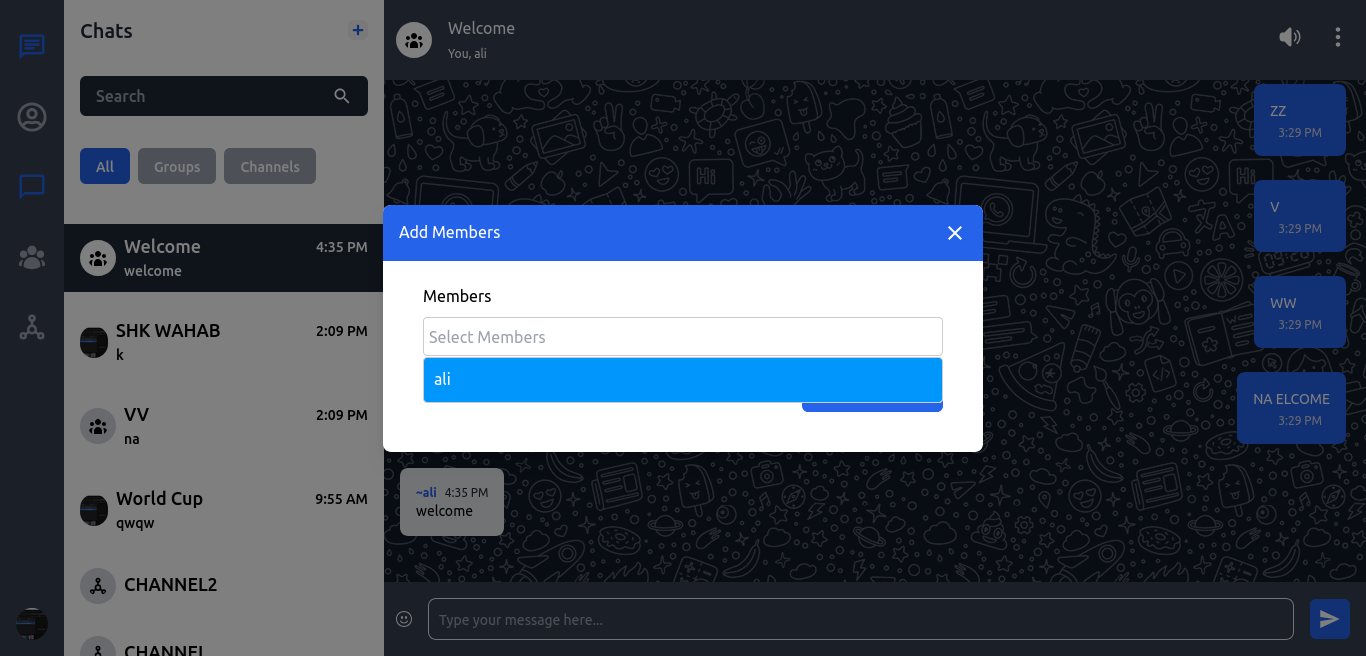 Chats
+
Search
All
Groups
Channels
Welcome
4:35 PM
welcome
SHK WAHAB
2:09 PM
k
VV
2:09 PM
na
World Cup
9:55 AM
qwqw
CHANNEL2
CHANNEL
Welcome
You, ali
Hi
Hi
ZZ
3:29 PM
V
3:29 PM
WW
3:29 PM
NA ELCOME
3:29 PM
Add Members
Members
Select Members
ali
~ali 4:35 PM
welcome
Type your message here...